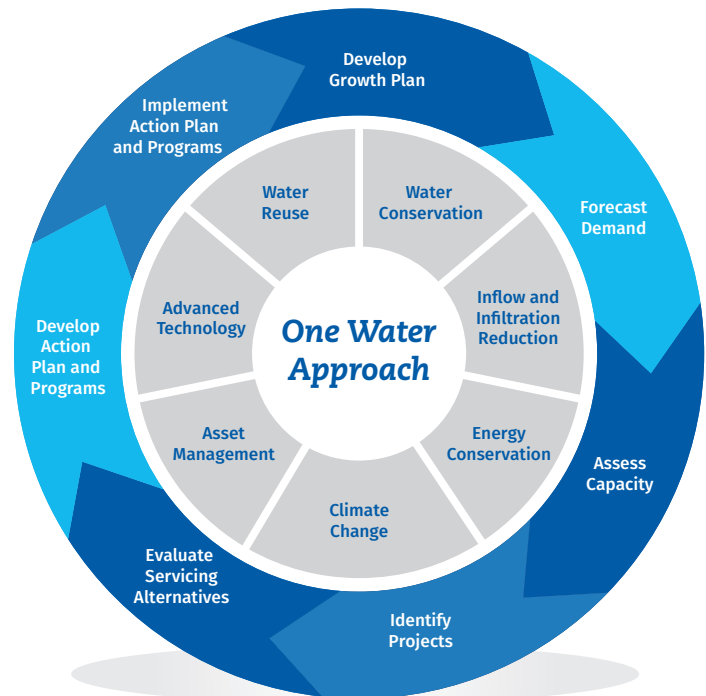 Develop
Growth Plan
Forecast
Demand
Assess
Capacity
Identify
Projects
Evaluate
Servicing
Alternatives
Develop
Action
Plan and
Programs
Implement
Action Plan
and Programs
Water
Conservation
Inflow and
Infiltration
Reduction
Energy
Conservation
Climate
Change
Asset
Management
Advanced
Technology
Water
Reuse
One Water
Approach